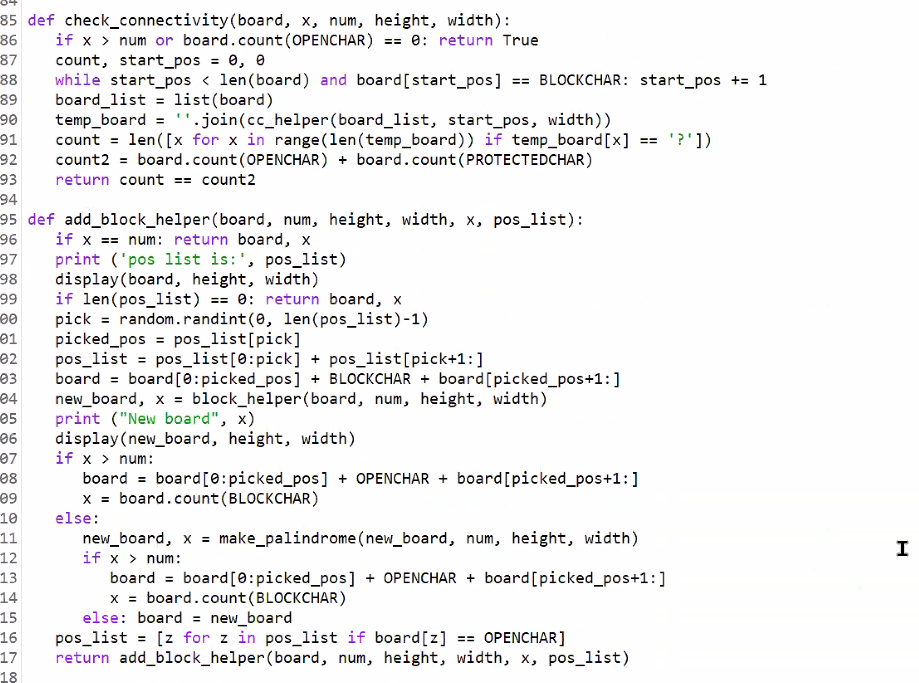 84
85 def check_connectivity(board, x, num, height, width):
86 if x > num or board.count(OPENCHAR) == 0: return True
87 count, start_pos = 0, 0
88 while start_pos < len(board) and board[start_pos] == BLOCKCHAR: start_pos += 1
89 board_list = list(board)
90 temp_board = ''.join(cc_helper(board_list, start_pos, width))
91 count = len([x for x in range(len(temp_board)) if temp_board[x] == '?'])
92 count2 = board.count(OPENCHAR) + board.count(PROTECTEDCHAR)
93 return count == count2
94
95 def add_block_helper(board, num, height, width, x, pos_list):
96 if x == num: return board, x
97 print ('pos list is:', pos_list)
98 display(board, height, width)
99 if len(pos_list) == 0: return board, x
00 pick = random.randint(0, len(pos_list)-1)
01 picked_pos = pos_list[pick]
02 pos_list = pos_list[0:pick] + pos_list[pick+1:]
03 board = board[0:picked_pos] + BLOCKCHAR + board[picked_pos+1:]
04 new_board, x = block_helper(board, num, height, width)
05 print ("New board", x)
06 display(new_board, height, width)
07 if x > num:
08 board = board[0:picked_pos] + OPENCHAR + board[picked_pos+1:]
09 x = board.count(BLOCKCHAR)
10 else:
11 new_board, x = make_palindrome(new_board, num, height, width)
12 if x > num:
13 board = board[0:picked_pos] + OPENCHAR + board[picked_pos+1:]
14 x = board.count(BLOCKCHAR)
15 else: board = new_board
16 pos_list = [z for z in pos_list if board[z] == OPENCHAR]
17 return add_block_helper(board, num, height, width, x, pos_list)
18